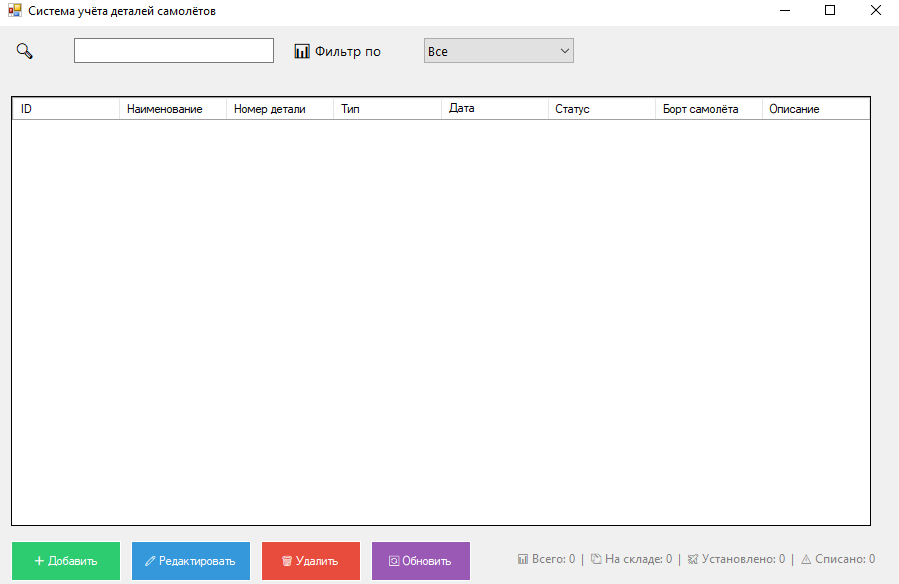 Система учёта деталей самолётов
Фильтр по Все
ID Наименование Номер детали Тип Дата Статус Борт самолёта Описание
+ Добавить Редактировать Удалить Обновить Всего: 0 | На складе: 0 | Установлено: 0 | Списано: 0